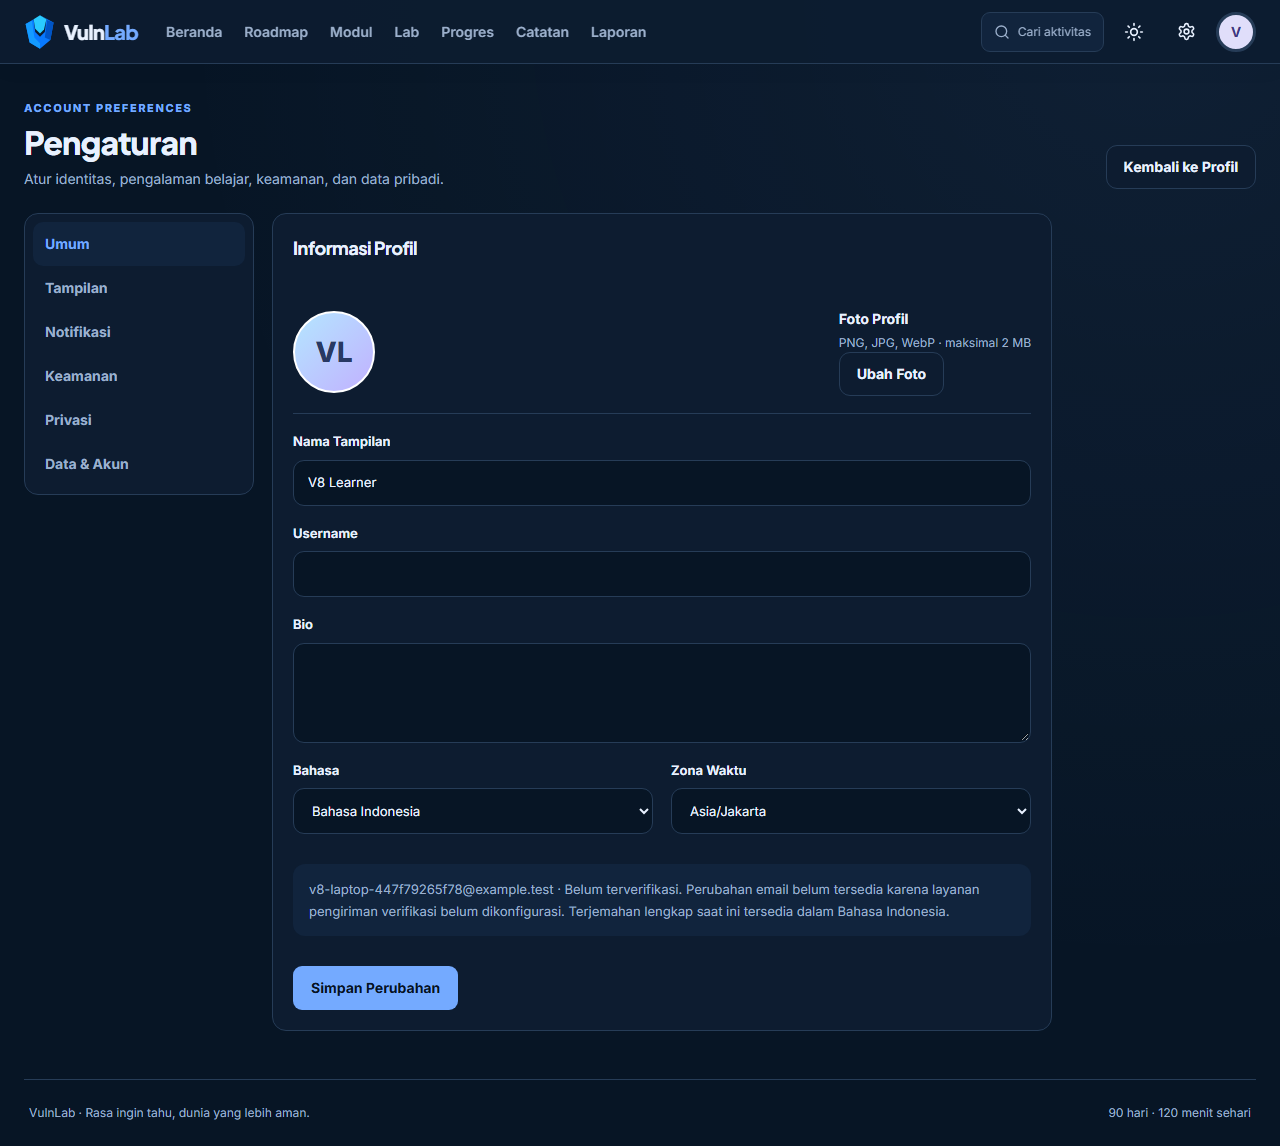 VulnLab
Beranda
Roadmap
Modul
Lab
Progres
Catatan
Laporan
Cari aktivitas
V
ACCOUNT PREFERENCES
Pengaturan
Atur identitas, pengalaman belajar, keamanan, dan data pribadi.
Kembali ke Profil
Umum
Tampilan
Notifikasi
Keamanan
Privasi
Data & Akun
Informasi Profil
VL
Foto Profil
PNG, JPG, WebP · maksimal 2 MB
Ubah Foto
Nama Tampilan
V8 Learner
Username
Bio
Bahasa
Bahasa Indonesia
Zona Waktu
Asia/Jakarta
v8-laptop-447f79265f78@example.test · Belum terverifikasi. Perubahan email belum tersedia karena layanan
pengiriman verifikasi belum dikonfigurasi. Terjemahan lengkap saat ini tersedia dalam Bahasa Indonesia.
Simpan Perubahan
VulnLab · Rasa ingin tahu, dunia yang lebih aman.
90 hari · 120 menit sehari